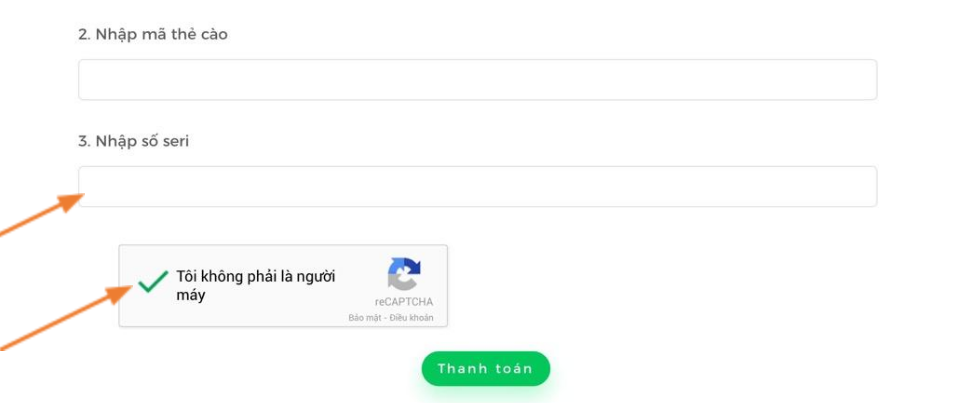 2. Nhập mã thẻ cào
3. Nhập số seri
Tôi không phải là người
máy
reCAPTCHA
Bảo mật - Điều khoản
Thanh toán